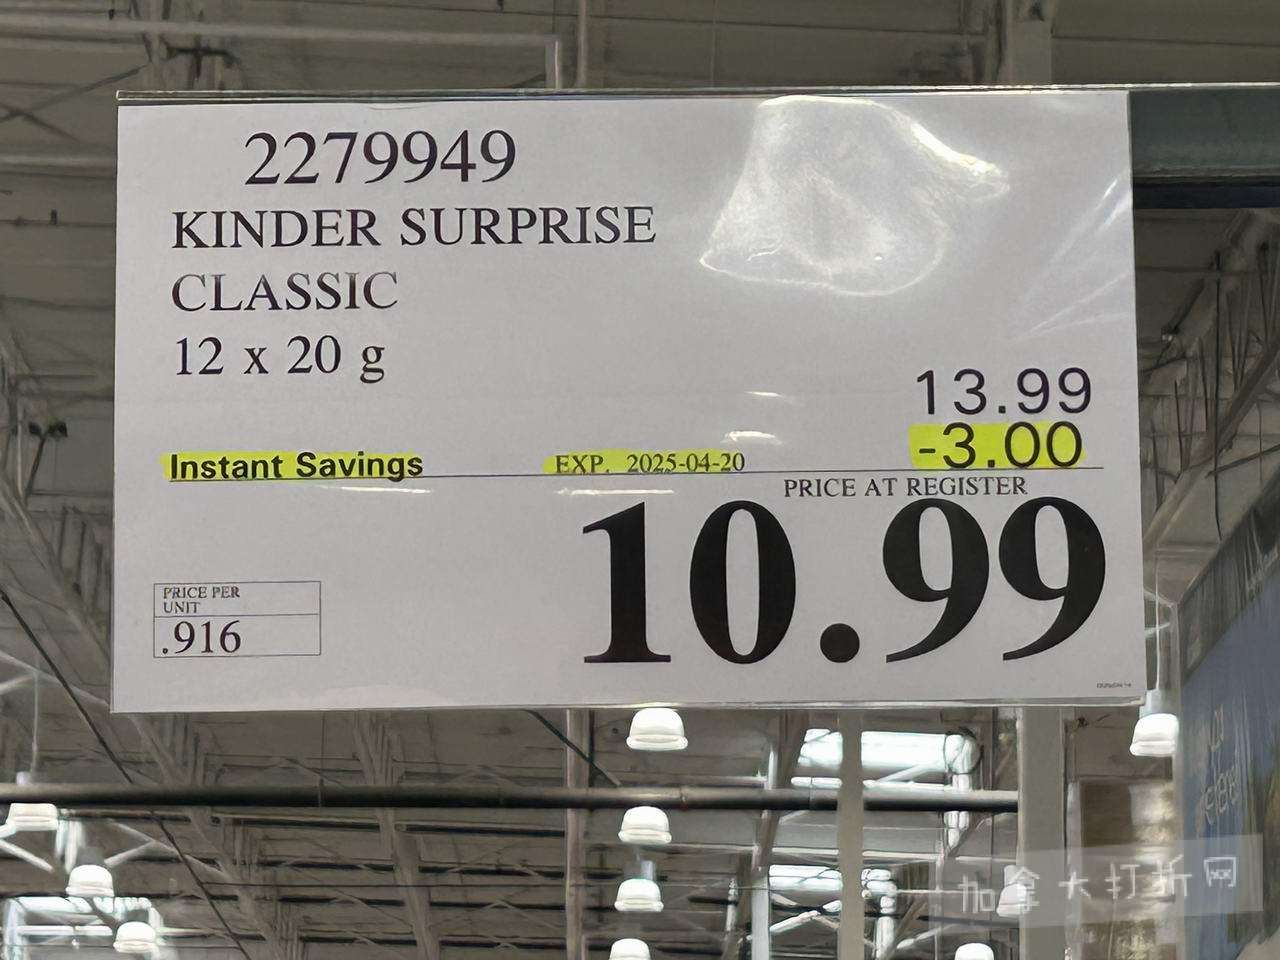 2279949
KINDER SURPRISE
CLASSIC
12 x 20 g
13.99
Instant Savings EXP. 2025-04-20 -3.00
PRICE AT REGISTER
10.99
PRICE PER
UNIT
.916
加拿大打折网